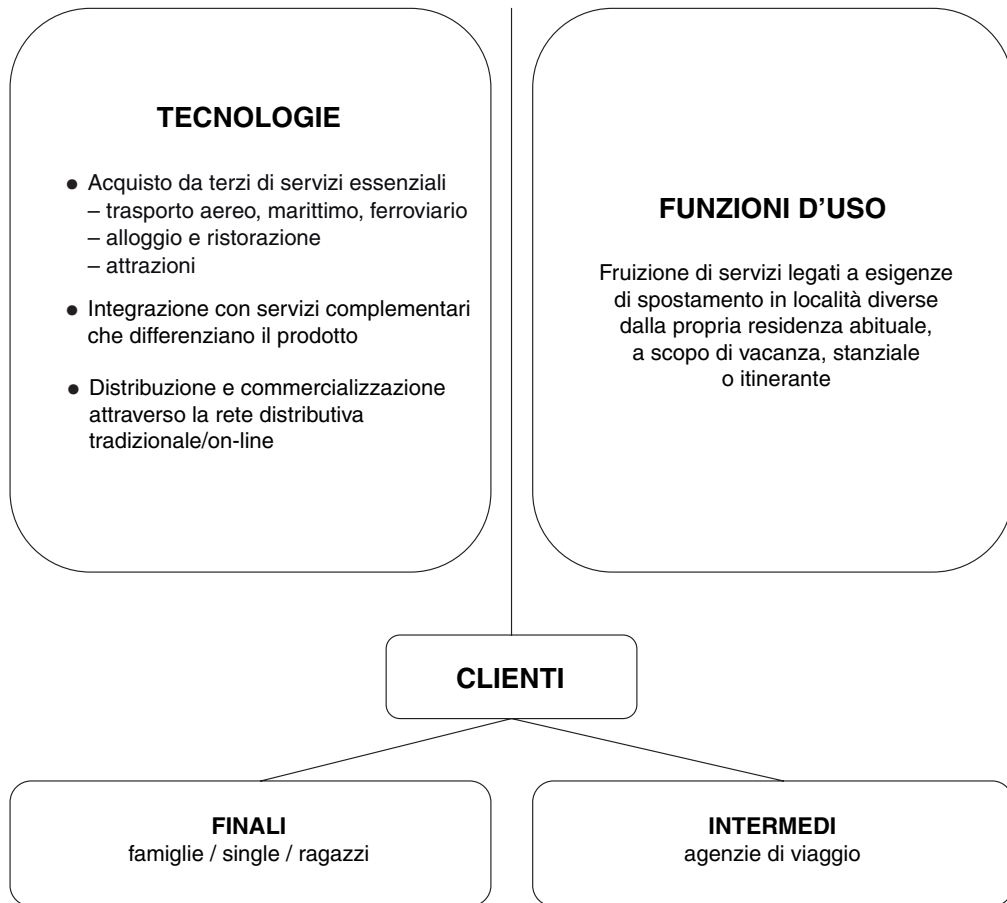 TECNOLOGIE
● Acquisto da terzi di servizi essenziali
– trasporto aereo, marittimo, ferroviario
– alloggio e ristorazione
– attrazioni
● Integrazione con servizi complementari
che differenziano il prodotto
● Distribuzione e commercializzazione
attraverso la rete distributiva
tradizionale/on-line
FUNZIONI D’USO
Fruizione di servizi legati a esigenze
di spostamento in località diverse
dalla propria residenza abituale,
a scopo di vacanza, stanziale
o itinerante
CLIENTI
FINALI
famiglie / single / ragazzi
INTERMEDI
agenzie di viaggio